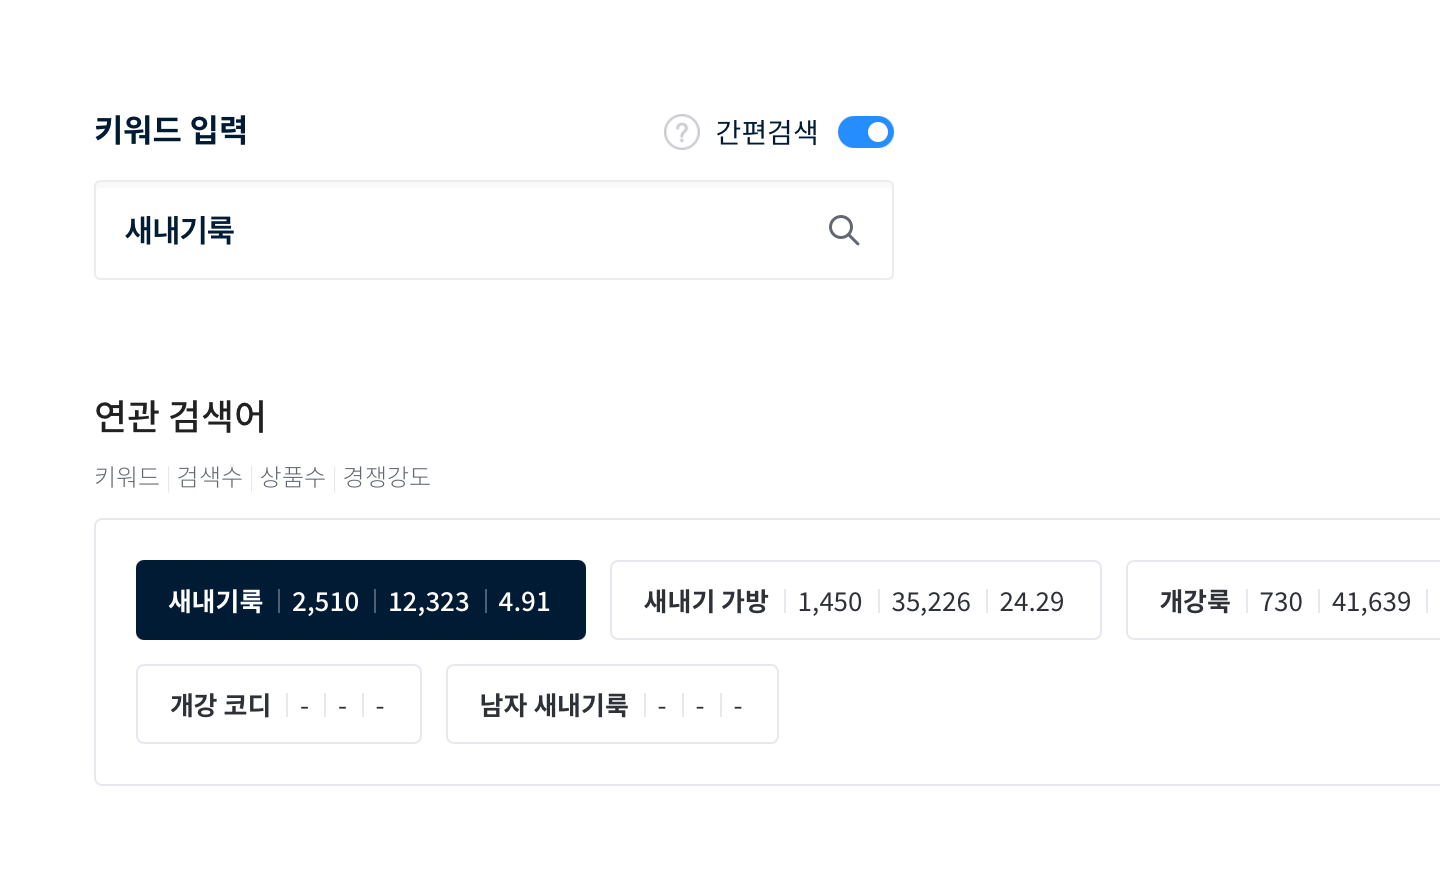 키워드 입력
? 간편검색
새내기룩
연관 검색어
키워드 | 검색수 | 상품수 | 경쟁강도
새내기룩 | 2,510 | 12,323 | 4.91
새내기 가방 | 1,450 | 35,226 | 24.29
개강룩 | 730 | 41,639 |
개강 코디 | - | - | -
남자 새내기룩 | - | - | -